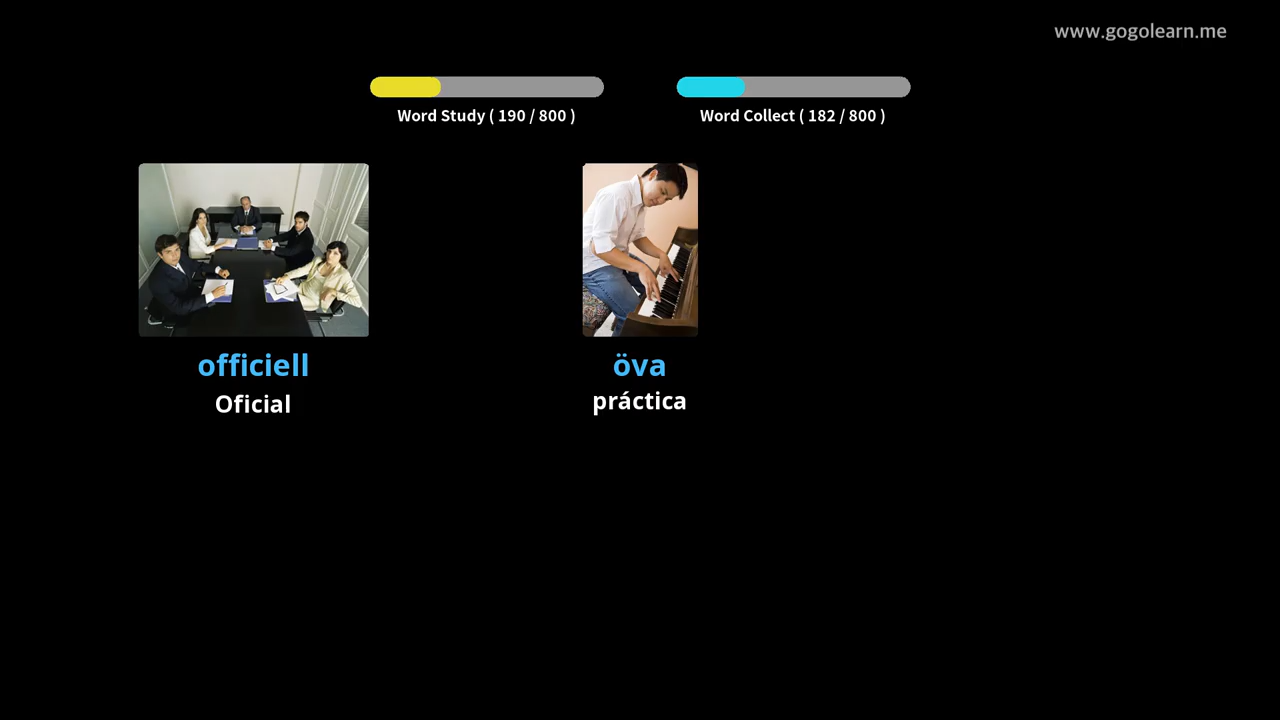 www.gogolearn.me
Word Study ( 190 / 800 )
Word Collect ( 182 / 800 )
officiell
Oficial
öva
práctica